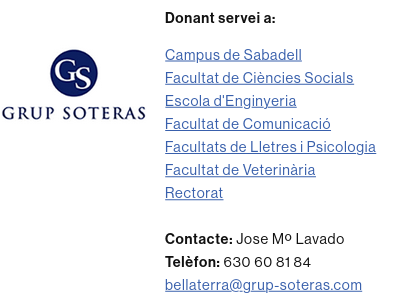 Donant servei a:
Campus de Sabadell
Facultat de Ciències Socials
Escola d'Enginyeria
Facultat de Comunicació
Facultats de Lletres i Psicologia
Facultat de Veterinària
Rectorat
GS
GRUP SOTERAS
Contacte: Jose Mº Lavado
Telèfon: 630 60 81 84
bellaterra@grup-soteras.com